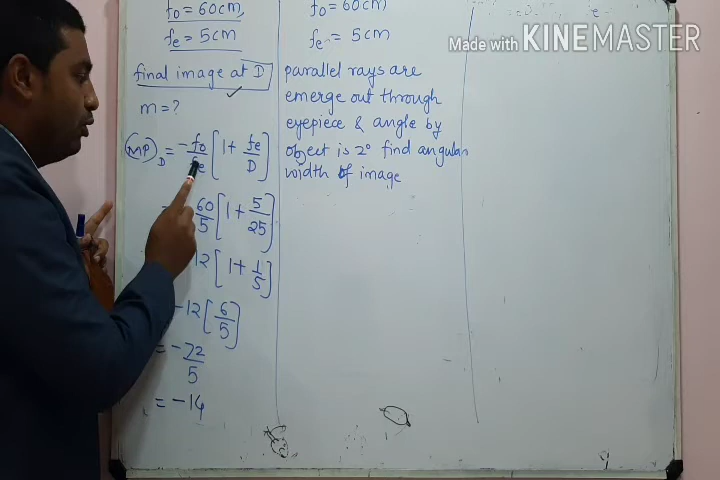 fo = 60cm,
fe = 5cm
final image at D
m = ?
(MP)D = -fo/fe [1 + fe/D]
60/5 [1 + 5/25]
12 [1 + 1/5]
-12 [6/5]
= -72/5
= -14
fo = 60cm
fe = 5cm
parallel rays are
emerge out through
eyepiece & angle by
object is 2° find angular
width of image
Made with KINEMASTER